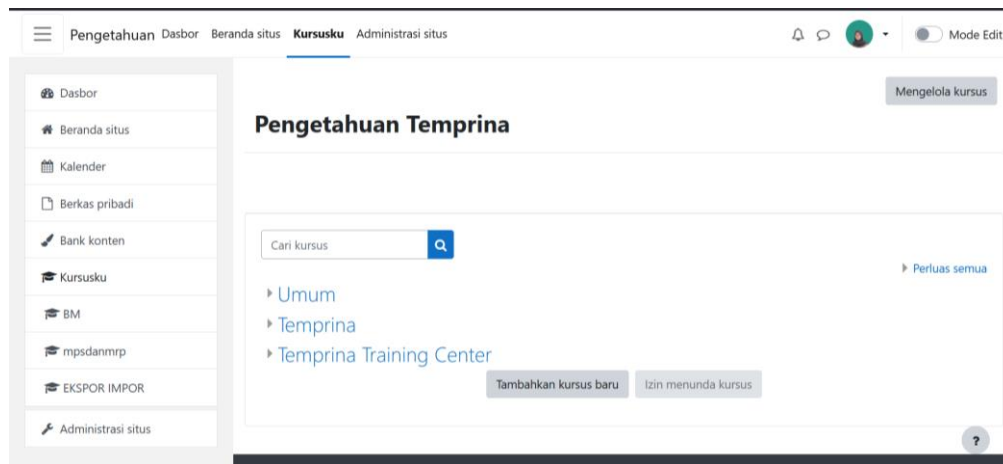 Pengetahuan Dasbor Beranda situs Kursusku Administrasi situs Mode Edit
Mengelola kursus
Dasbor
Beranda situs
Kalender
Berkas pribadi
Bank konten
Kursusku
BM
mpsdanmrp
EKSPOR IMPOR
Administrasi situs
Pengetahuan Temprina
Cari kursus
Perluas semua
Umum
Temprina
Temprina Training Center
Tambahkan kursus baru Izin menunda kursus
?